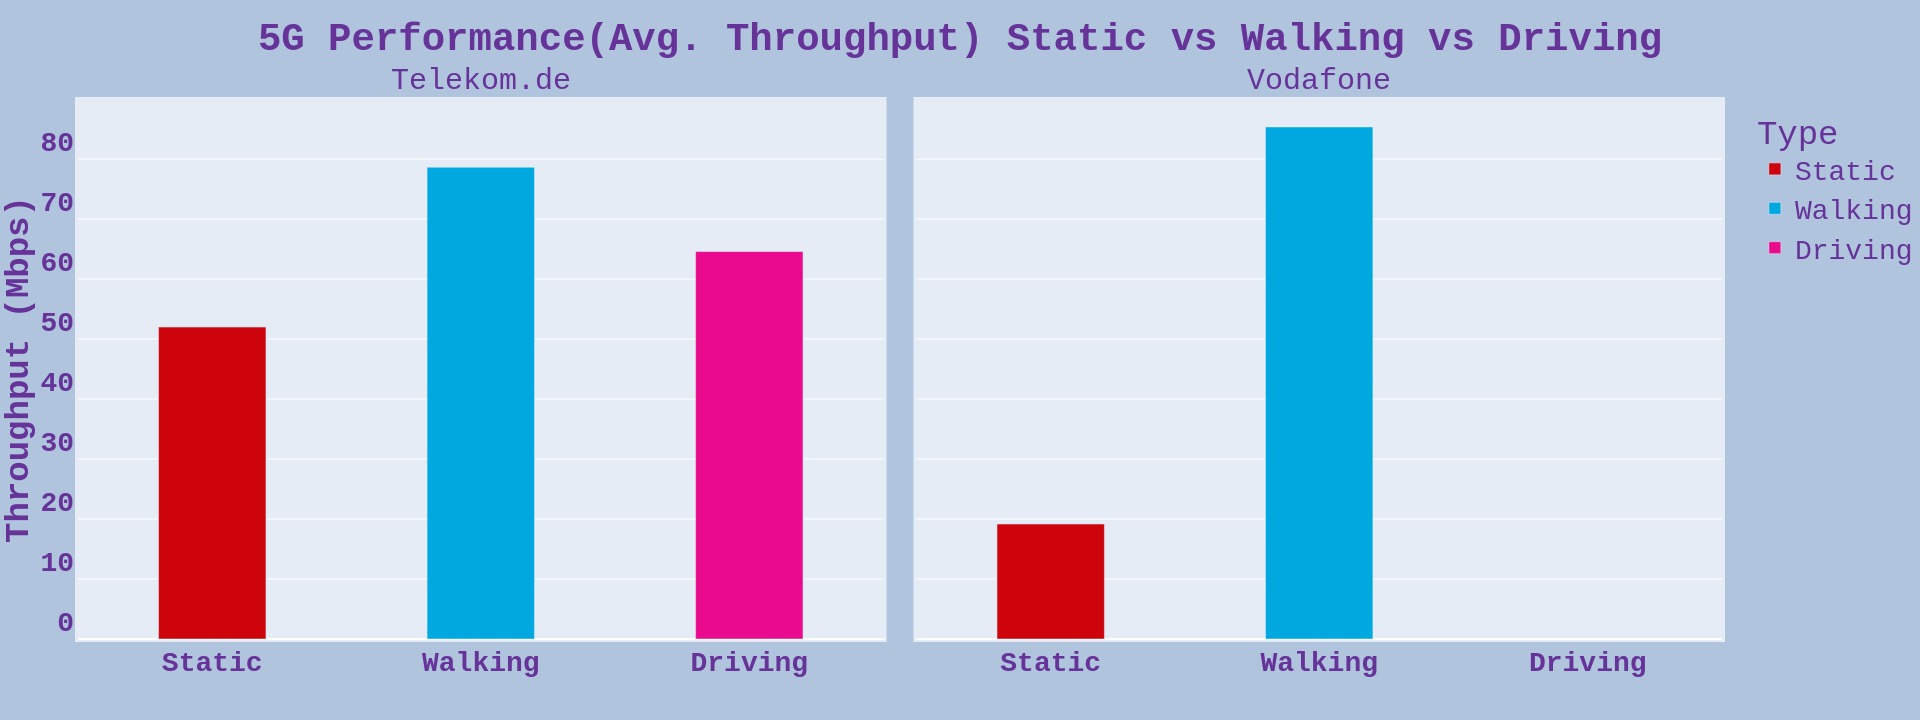 5G Performance(Avg. Throughput) Static vs Walking vs Driving
Telekom.de
Vodafone
Throughput (Mbps)
80
70
60
50
40
30
20
10
0
Static Walking Driving
Static Walking Driving
Type
Static
Walking
Driving